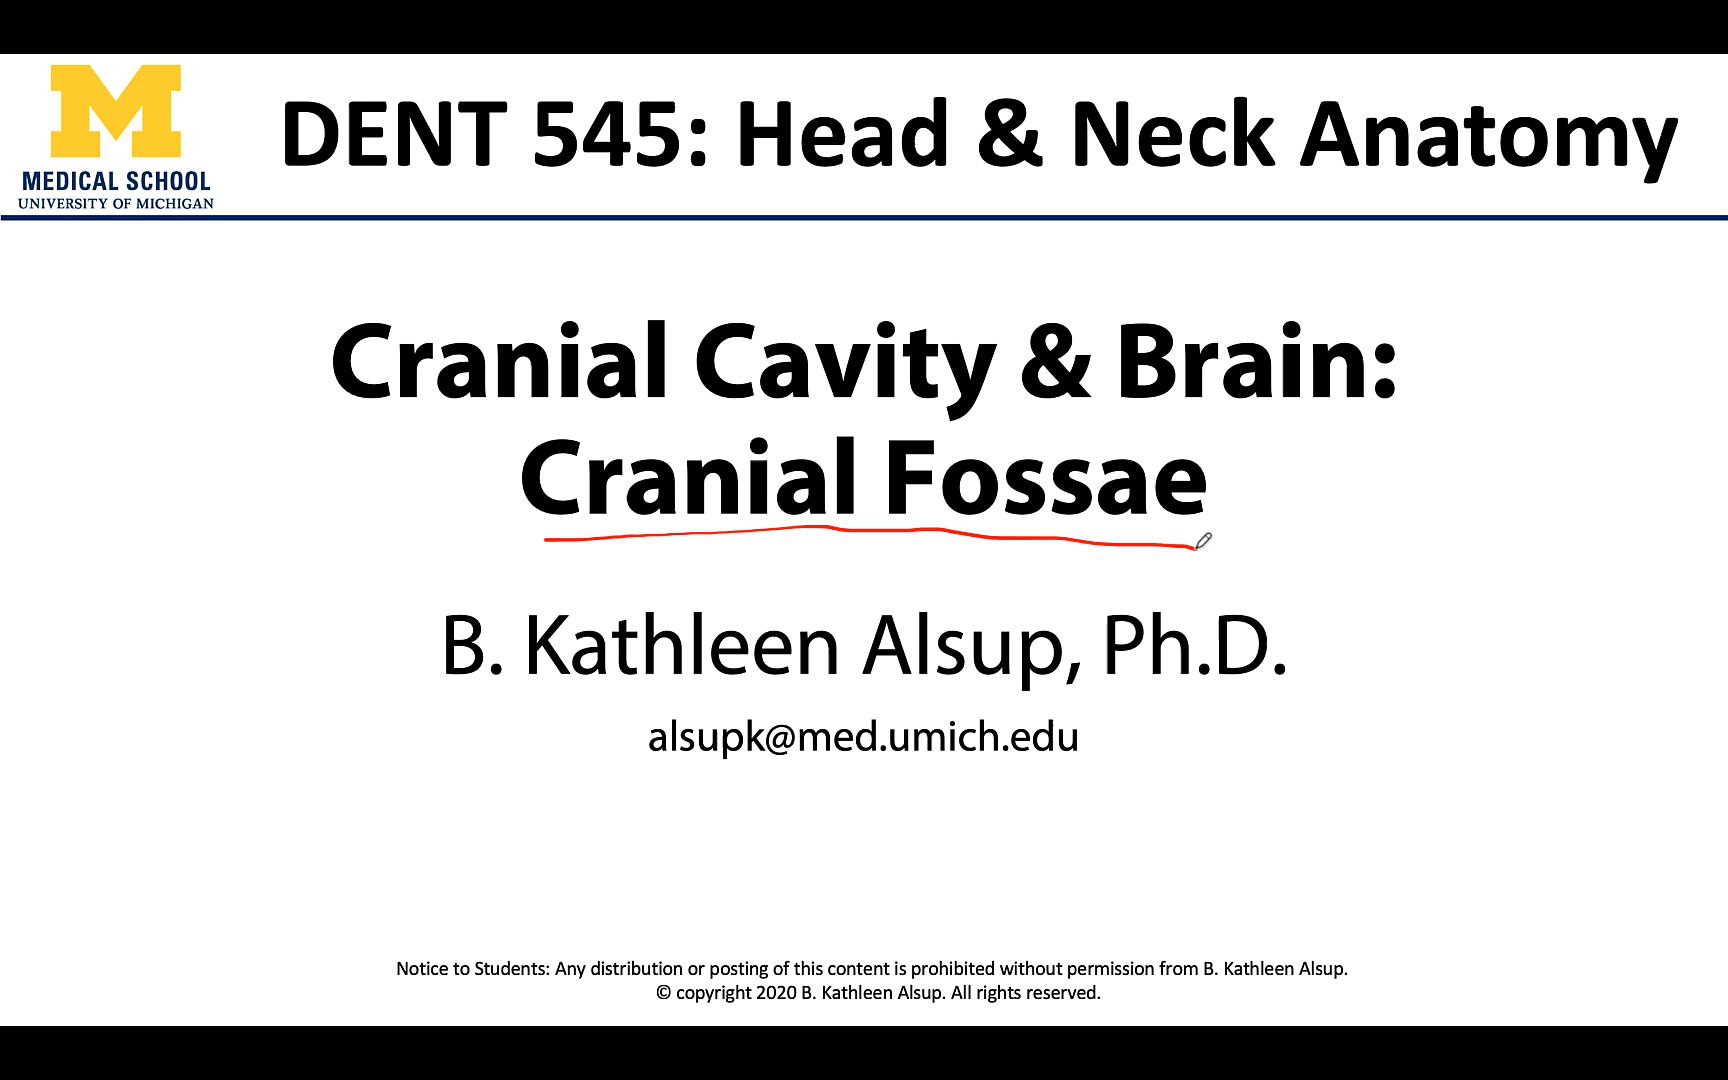 M
MEDICAL SCHOOL
UNIVERSITY OF MICHIGAN
DENT 545: Head & Neck Anatomy
Cranial Cavity & Brain:
Cranial Fossae
B. Kathleen Alsup, Ph.D.
alsupk@med.umich.edu
Notice to Students: Any distribution or posting of this content is prohibited without permission from B. Kathleen Alsup.
© copyright 2020 B. Kathleen Alsup. All rights reserved.